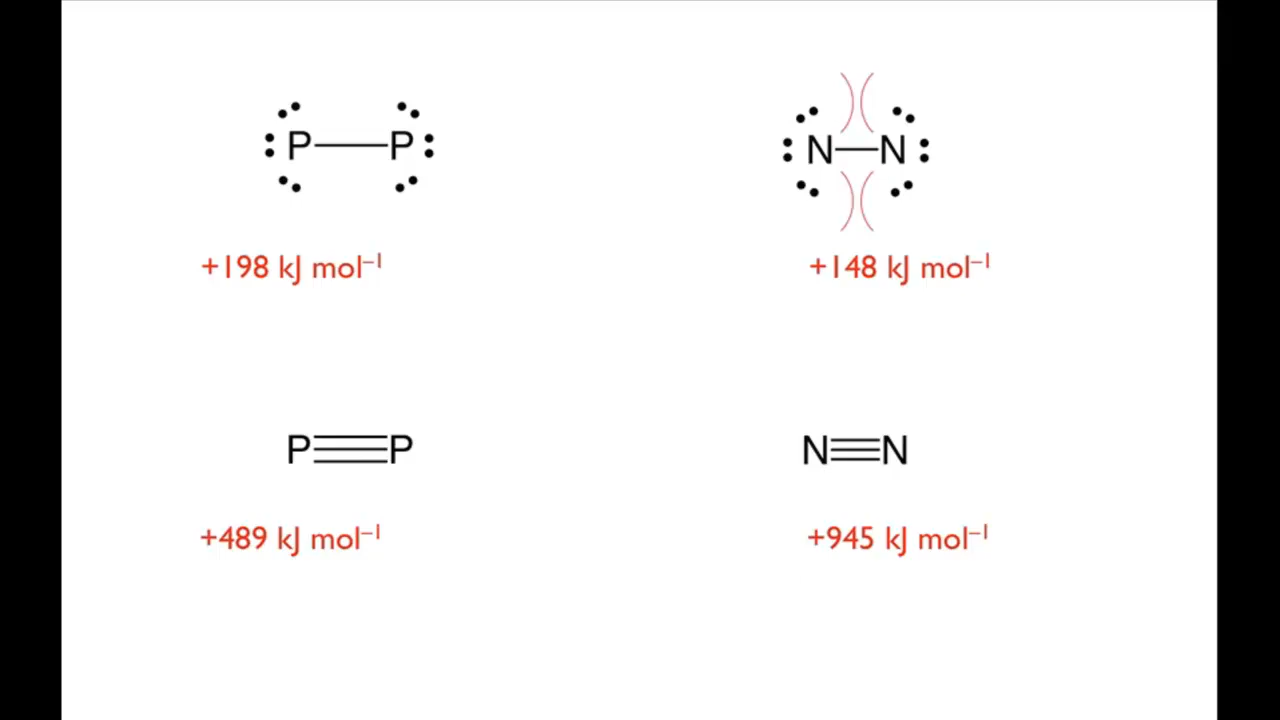 P—P
N—N
+198 kJ mol⁻¹
+148 kJ mol⁻¹
P≡P
N≡N
+489 kJ mol⁻¹
+945 kJ mol⁻¹